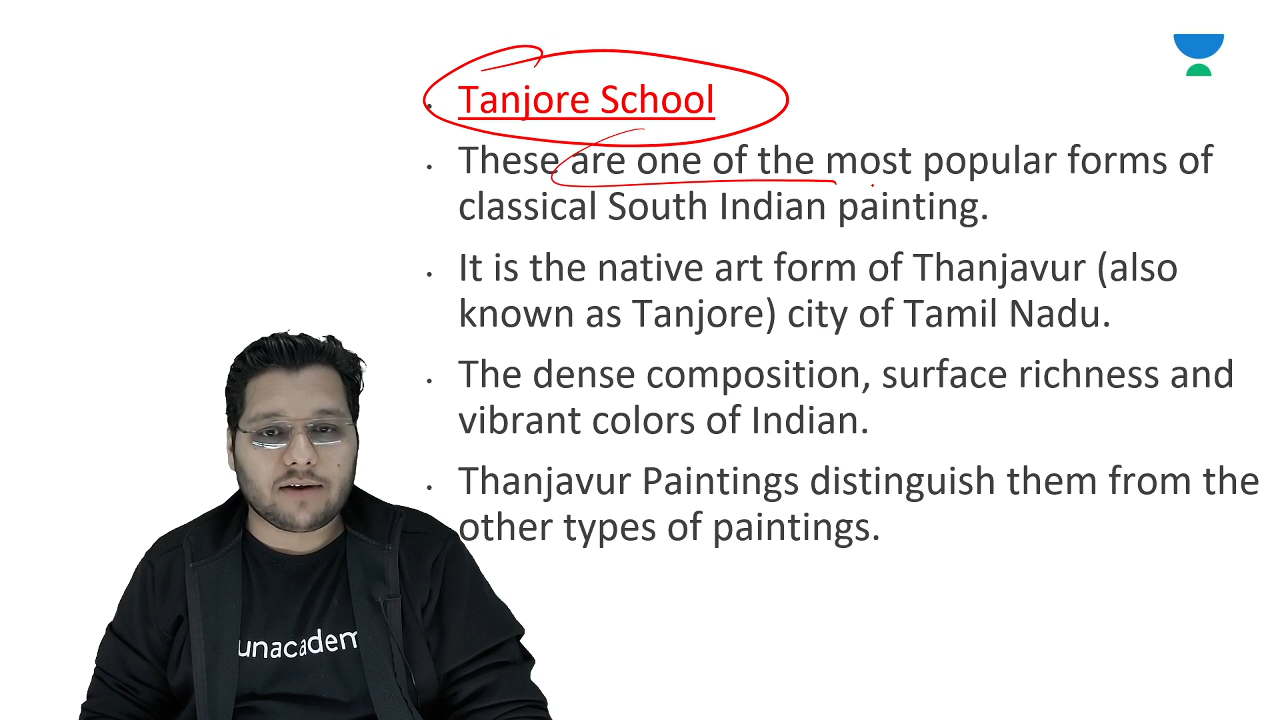 Tanjore School
These are one of the most popular forms of
classical South Indian painting.
It is the native art form of Thanjavur (also
known as Tanjore) city of Tamil Nadu.
The dense composition, surface richness and
vibrant colors of Indian.
Thanjavur Paintings distinguish them from the
other types of paintings.
unacadem